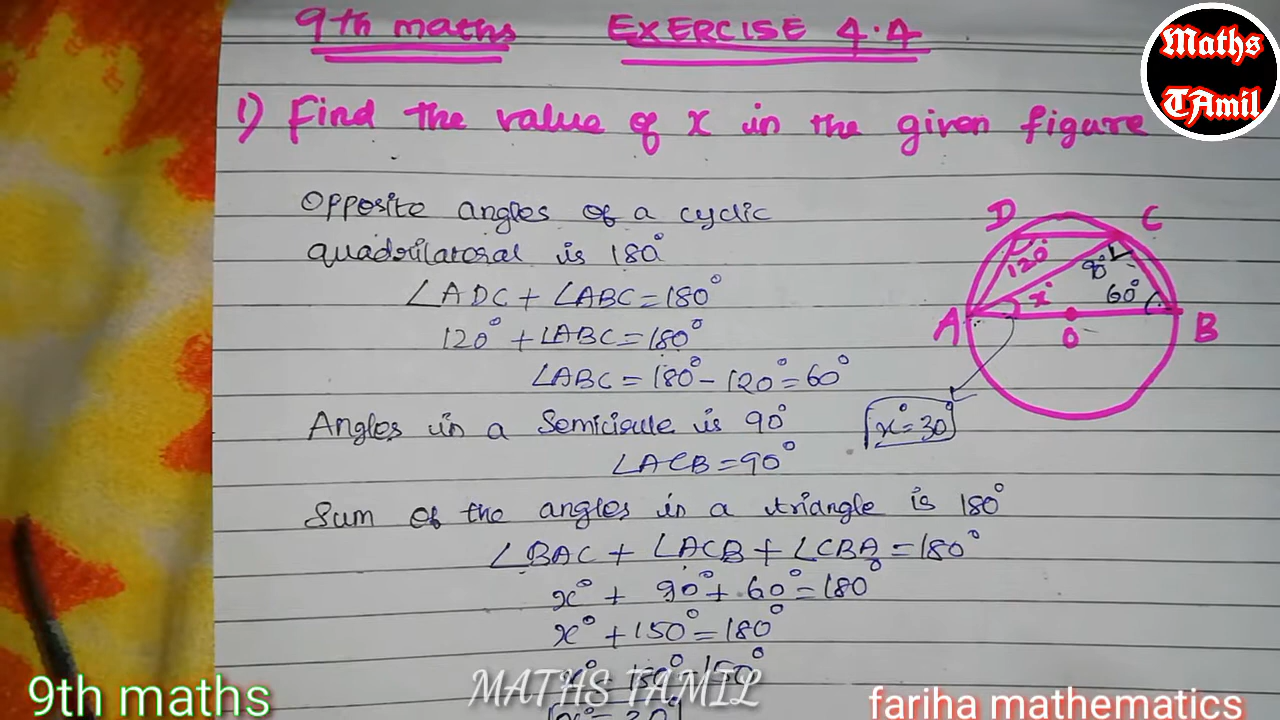 9th maths EXERCISE 4.4
Maths
TAmil
1) Find the value of x in the given figure
Opposite angles of a cyclic
quadrilateral is 180°
∠ADC + ∠ABC = 180°
120° + ∠ABC = 180°
∠ABC = 180° - 120° = 60°
Angles in a Semicircle is 90°
∠ACB = 90°
Sum of the angles in a triangle is 180°
∠BAC + ∠ACB + ∠CBA = 180°
x° + 90° + 60° = 180°
x° + 150° = 180°
x° = 180° - 150°
x° = 30°
D C
120° 90°
x° 60°
A O B
x° = 30°
MATHS TAMIL
9th maths
fariha mathematics